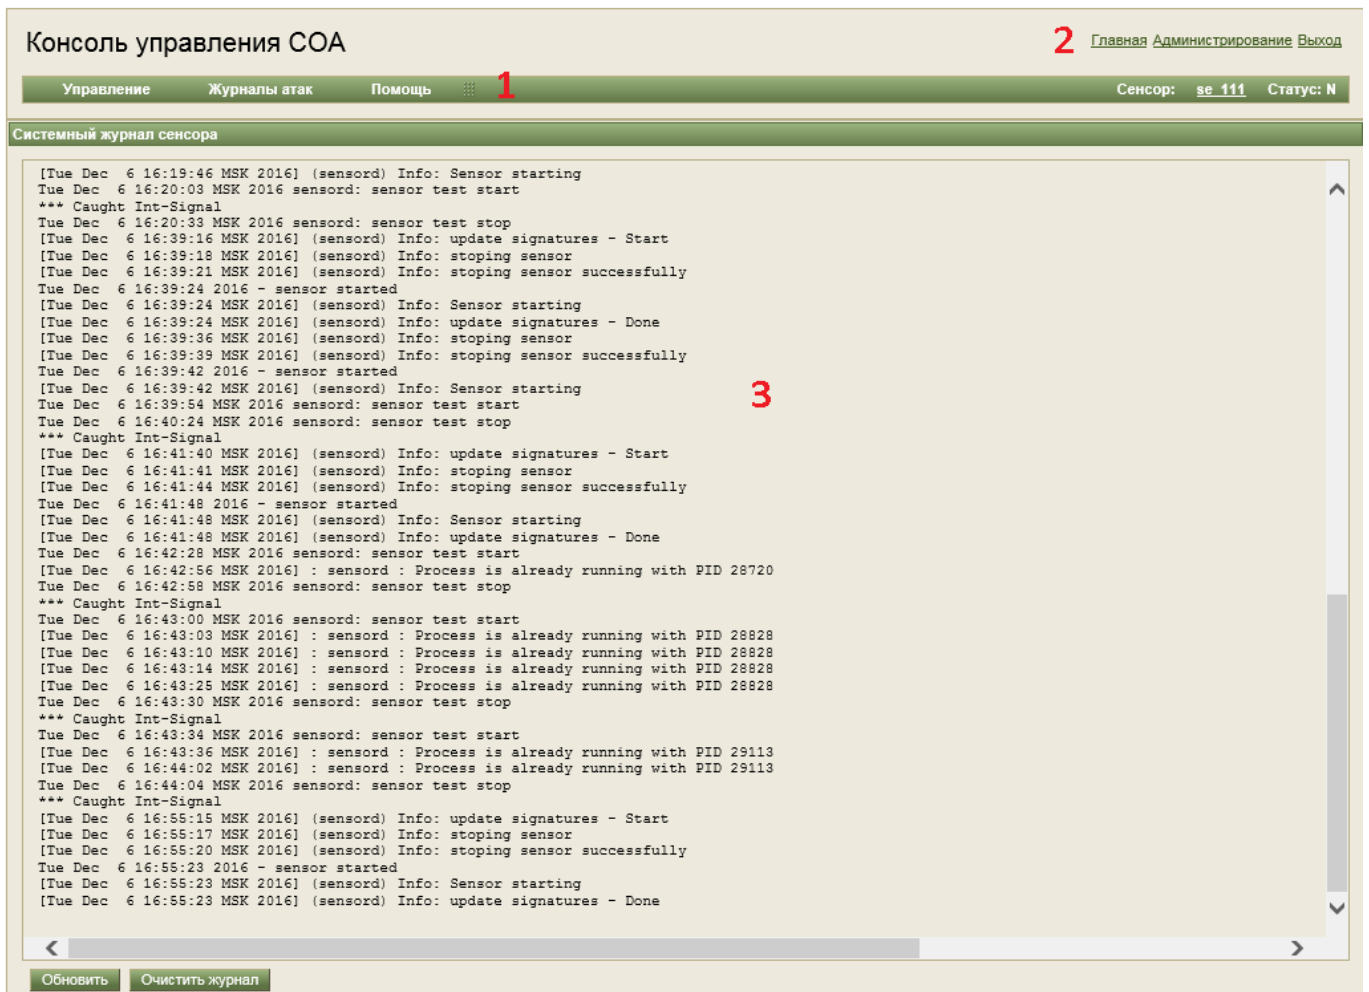 Консоль управления СОА
2 Главная Администрирование Выход
Управление Журналы атак Помощь 1 Сенсор: se_111 Статус: N
Системный журнал сенсора
[Tue Dec  6 16:19:46 MSK 2016] (sensord) Info: Sensor starting
Tue Dec  6 16:20:03 MSK 2016 sensord: sensor test start
*** Caught Int-Signal
Tue Dec  6 16:20:33 MSK 2016 sensord: sensor test stop
[Tue Dec  6 16:39:16 MSK 2016] (sensord) Info: update signatures - Start
[Tue Dec  6 16:39:18 MSK 2016] (sensord) Info: stoping sensor
[Tue Dec  6 16:39:21 MSK 2016] (sensord) Info: stoping sensor successfully
Tue Dec  6 16:39:24 2016 - sensor started
[Tue Dec  6 16:39:24 MSK 2016] (sensord) Info: Sensor starting
[Tue Dec  6 16:39:24 MSK 2016] (sensord) Info: update signatures - Done
[Tue Dec  6 16:39:36 MSK 2016] (sensord) Info: stoping sensor
[Tue Dec  6 16:39:39 MSK 2016] (sensord) Info: stoping sensor successfully
Tue Dec  6 16:39:42 2016 - sensor started
[Tue Dec  6 16:39:42 MSK 2016] (sensord) Info: Sensor starting
3
Tue Dec  6 16:39:54 MSK 2016 sensord: sensor test start
Tue Dec  6 16:40:24 MSK 2016 sensord: sensor test stop
*** Caught Int-Signal
[Tue Dec  6 16:41:40 MSK 2016] (sensord) Info: update signatures - Start
[Tue Dec  6 16:41:41 MSK 2016] (sensord) Info: stoping sensor
[Tue Dec  6 16:41:44 MSK 2016] (sensord) Info: stoping sensor successfully
Tue Dec  6 16:41:48 2016 - sensor started
[Tue Dec  6 16:41:48 MSK 2016] (sensord) Info: Sensor starting
[Tue Dec  6 16:41:48 MSK 2016] (sensord) Info: update signatures - Done
Tue Dec  6 16:42:28 MSK 2016 sensord: sensor test start
[Tue Dec  6 16:42:56 MSK 2016] : sensord : Process is already running with PID 28720
Tue Dec  6 16:42:58 MSK 2016 sensord: sensor test stop
*** Caught Int-Signal
Tue Dec  6 16:43:00 MSK 2016 sensord: sensor test start
[Tue Dec  6 16:43:03 MSK 2016] : sensord : Process is already running with PID 28828
[Tue Dec  6 16:43:10 MSK 2016] : sensord : Process is already running with PID 28828
[Tue Dec  6 16:43:14 MSK 2016] : sensord : Process is already running with PID 28828
[Tue Dec  6 16:43:25 MSK 2016] : sensord : Process is already running with PID 28828
Tue Dec  6 16:43:30 MSK 2016 sensord: sensor test stop
*** Caught Int-Signal
Tue Dec  6 16:43:34 MSK 2016 sensord: sensor test start
[Tue Dec  6 16:43:36 MSK 2016] : sensord : Process is already running with PID 29113
[Tue Dec  6 16:44:02 MSK 2016] : sensord : Process is already running with PID 29113
Tue Dec  6 16:44:04 MSK 2016 sensord: sensor test stop
*** Caught Int-Signal
[Tue Dec  6 16:55:15 MSK 2016] (sensord) Info: update signatures - Start
[Tue Dec  6 16:55:17 MSK 2016] (sensord) Info: stoping sensor
[Tue Dec  6 16:55:20 MSK 2016] (sensord) Info: stoping sensor successfully
Tue Dec  6 16:55:23 2016 - sensor started
[Tue Dec  6 16:55:23 MSK 2016] (sensord) Info: Sensor starting
[Tue Dec  6 16:55:23 MSK 2016] (sensord) Info: update signatures - Done
Обновить Очистить журнал